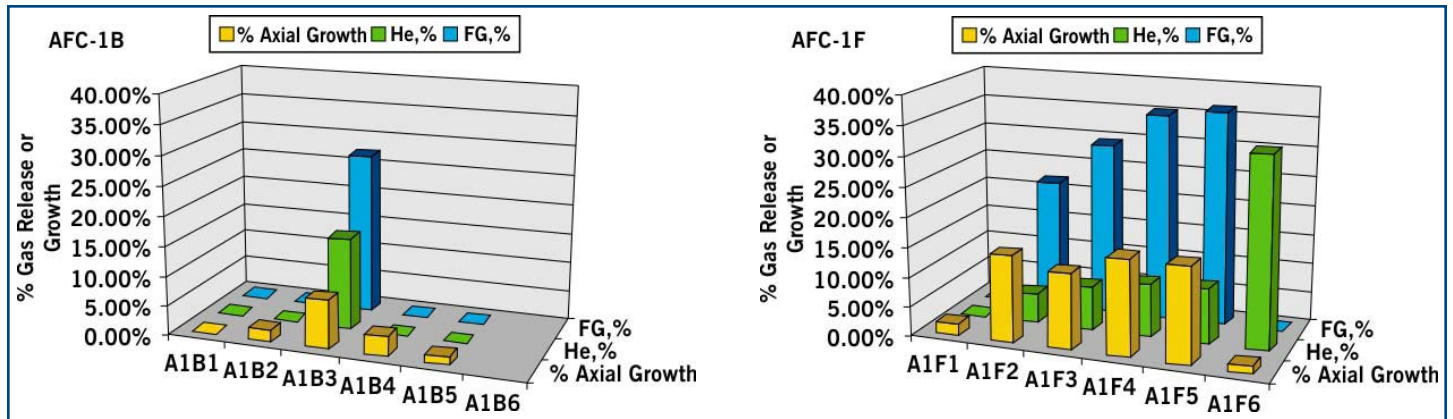 AFC-1B
% Axial Growth He,% FG,%
% Gas Release or
Growth
40.00%
35.00%
30.00%
25.00%
20.00%
15.00%
10.00%
5.00%
0.00%
A1B1 A1B2 A1B3 A1B4 A1B5 A1B6
FG,%
He,%
% Axial Growth
AFC-1F
% Axial Growth He,% FG,%
% Gas Release or
Growth
40.00%
35.00%
30.00%
25.00%
20.00%
15.00%
10.00%
5.00%
0.00%
A1F1 A1F2 A1F3 A1F4 A1F5 A1F6
FG,%
He,%
% Axial Growth